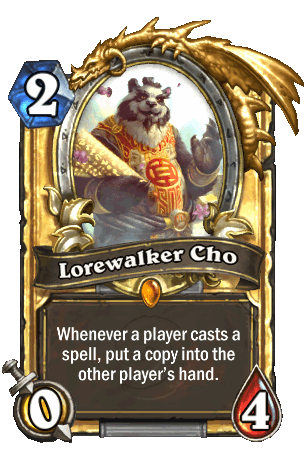 2
Lorewalker Cho
Whenever a player casts a
spell, put a copy into the
other player's hand.
0
4